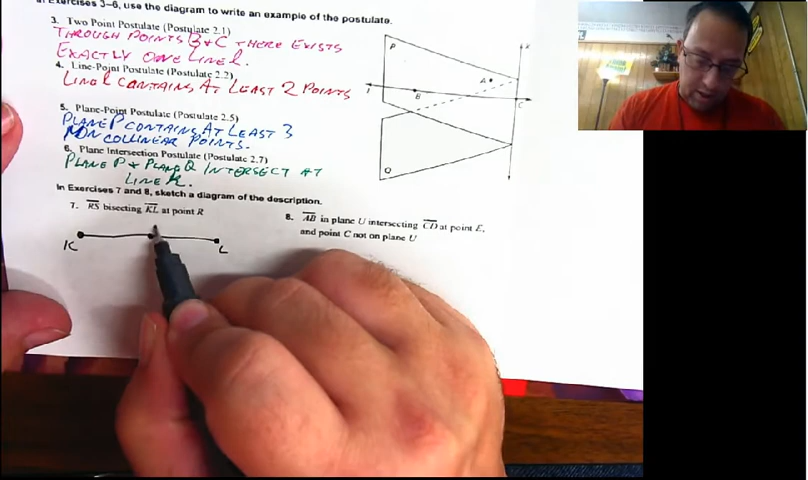 In Exercises 3–6, use the diagram to write an example of the postulate.
3. Two Point Postulate (Postulate 2.1)
THROUGH POINTS B & C THERE EXISTS
EXACTLY ONE LINE l.
4. Line-Point Postulate (Postulate 2.2)
LINE K CONTAINS AT LEAST 2 POINTS
5. Plane-Point Postulate (Postulate 2.5)
PLANE P CONTAINS AT LEAST 3
NON COLLINEAR POINTS.
6. Plane Intersection Postulate (Postulate 2.7)
PLANE P & PLANE Q INTERSECT AT
LINE K.
P
A
B
C
Q
In Exercises 7 and 8, sketch a diagram of the description.
7. RS bisecting KL at point R
K
L
8. AB in plane U intersecting CD at point E,
and point C not on plane U